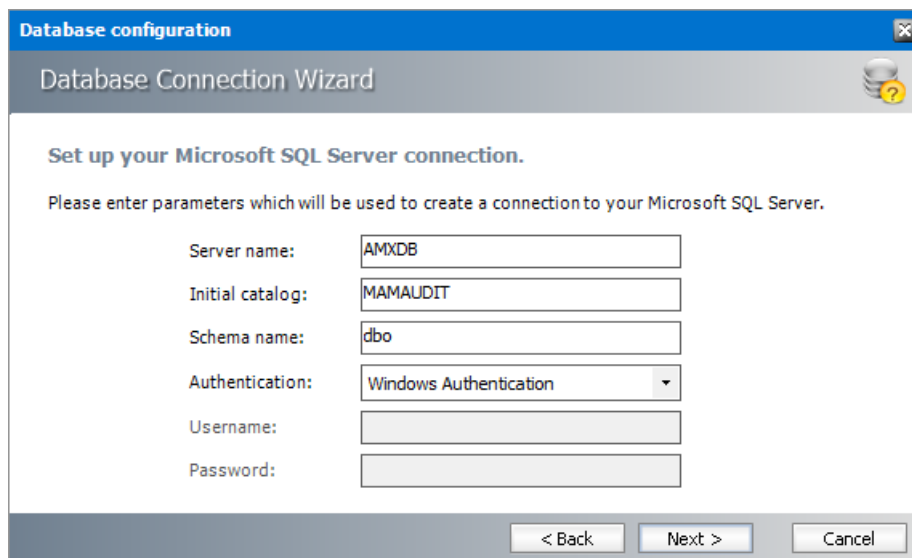 Database configuration
Database Connection Wizard
Set up your Microsoft SQL Server connection.
Please enter parameters which will be used to create a connection to your Microsoft SQL Server.
Server name: AMXDB
Initial catalog: MAMAUDIT
Schema name: dbo
Authentication: Windows Authentication
Username:
Password:
< Back Next > Cancel